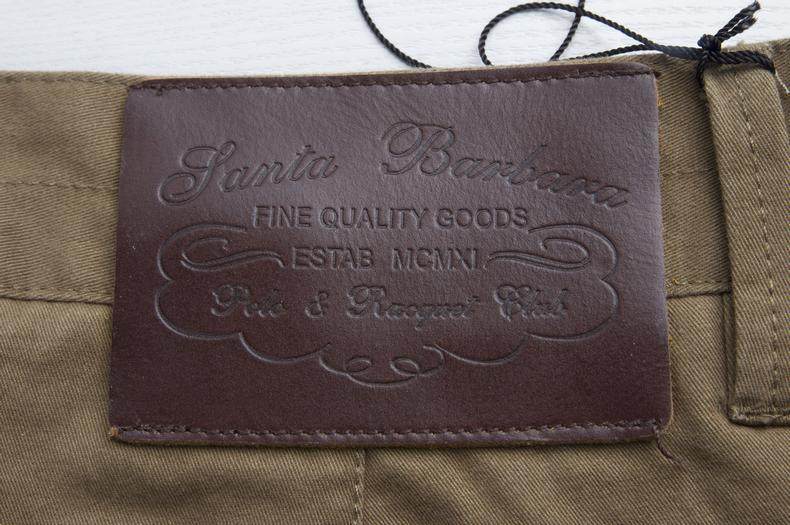 Santa Barbara
FINE QUALITY GOODS
ESTAB MCMXI
Polo & Racquet Club